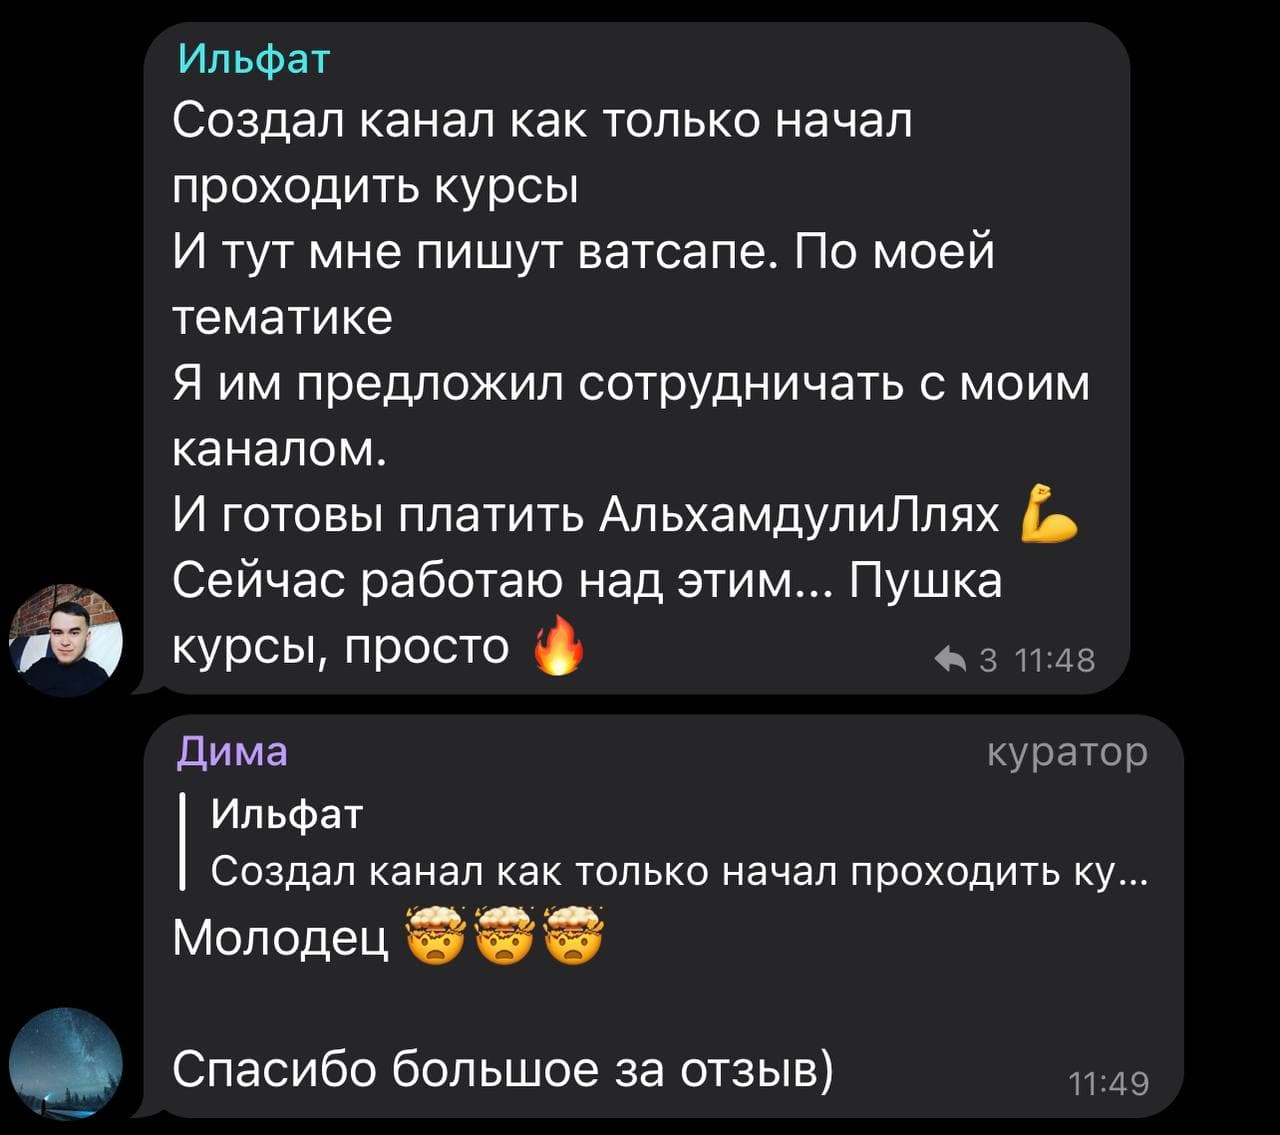 Ильфат
Создал канал как только начал
проходить курсы
И тут мне пишут ватсапе. По моей
тематике
Я им предложил сотрудничать с моим
каналом.
И готовы платить АльхамдулиЛлях 💪
Сейчас работаю над этим... Пушка
курсы, просто 🔥
3 11:48
Дима куратор
Ильфат
Создал канал как только начал проходить ку...
Молодец 🤯🤯🤯
Спасибо большое за отзыв)
11:49